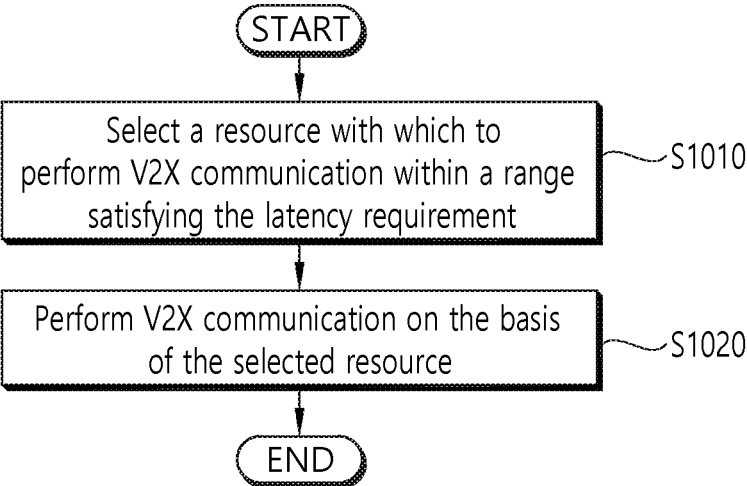 START
Select a resource with which to
perform V2X communication within a range
satisfying the latency requirement
S1010
Perform V2X communication on the basis
of the selected resource
S1020
END